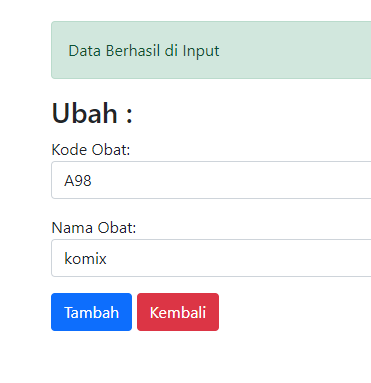 Data Berhasil di Input
Ubah :
Kode Obat:
A98
Nama Obat:
komix
Tambah Kembali